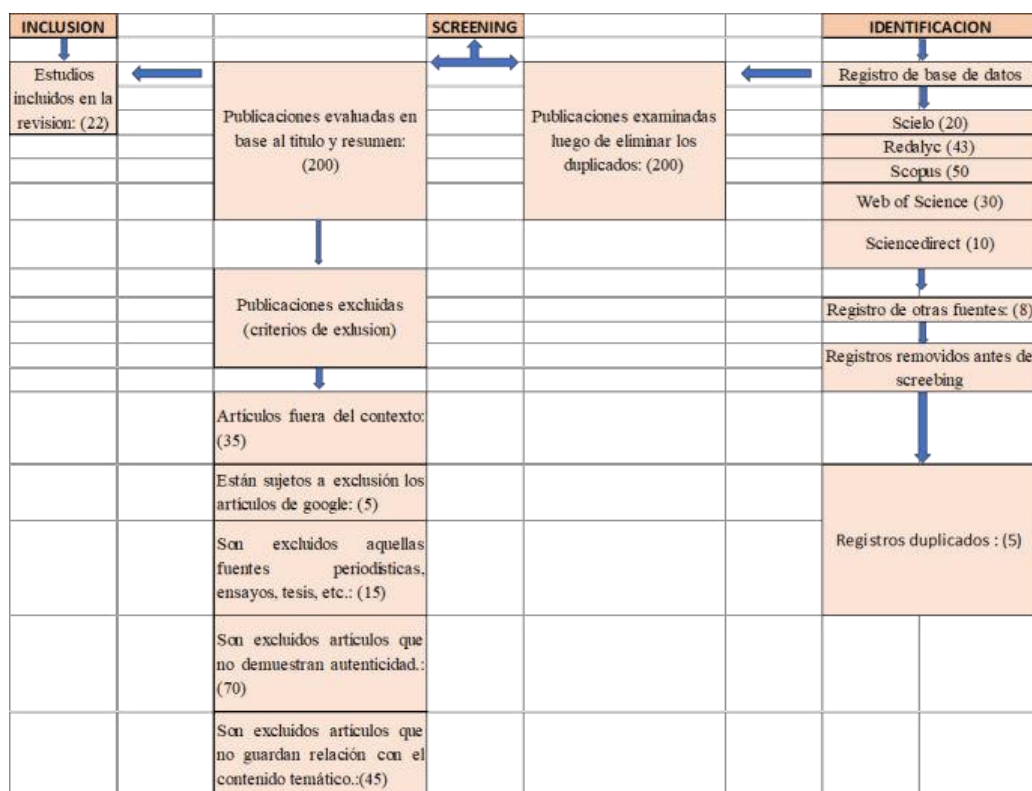 INCLUSION
SCREENING
IDENTIFICACION
Estudios
incluidos en la
revision: (22)
Publicaciones evaluadas en
base al titulo y resumen:
(200)
Publicaciones examinadas
luego de eliminar los
duplicados: (200)
Registro de base de datos
Scielo (20)
Redalyc (43)
Scopus (50
Web of Science (30)
Sciencedirect (10)
Publicaciones excluidas
(criterios de exlusion)
Registro de otras fuentes: (8)
Registros removidos antes de
screebing
Artículos fuera del contexto:
(35)
Están sujetos a exclusión los
artículos de google: (5)
Son excluidos aquellas
fuentes periodísticas,
ensayos, tesis, etc.: (15)
Registros duplicados : (5)
Son excluidos artículos que
no demuestran autenticidad.:
(70)
Son excluidos artículos que
no guardan relación con el
contenido temático.:(45)